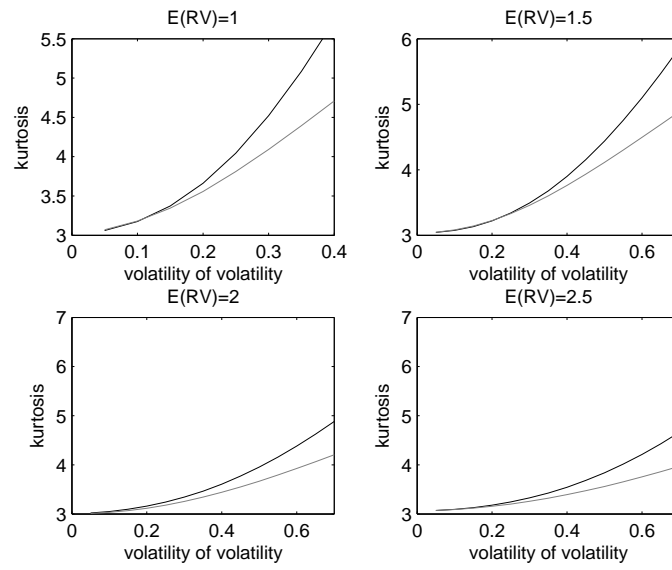 E(RV)=1
5.5
5
4.5
4
3.5
3
0 0.1 0.2 0.3 0.4
kurtosis
volatility of volatility
E(RV)=1.5
6
5
4
3
0 0.2 0.4 0.6
kurtosis
volatility of volatility
E(RV)=2
7
6
5
4
3
0 0.2 0.4 0.6
kurtosis
volatility of volatility
E(RV)=2.5
7
6
5
4
3
0 0.2 0.4 0.6
kurtosis
volatility of volatility